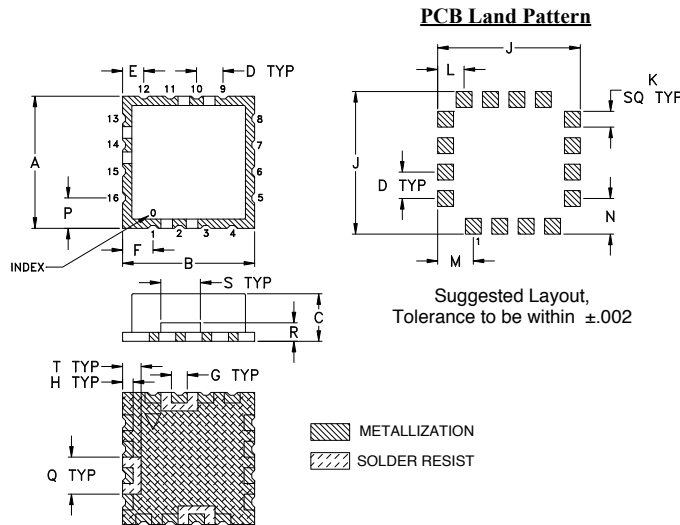 PCB Land Pattern
E
D TYP
12 11 10 9
13
14
15
16
8
7
6
5
A
P
0
1 2 3 4
F
B
INDEX
J
L
K
SQ TYP
J
D TYP
N
1
M
Suggested Layout,
Tolerance to be within ±.002
S TYP
C
R
T TYP
H TYP
G TYP
Q TYP
METALLIZATION
SOLDER RESIST